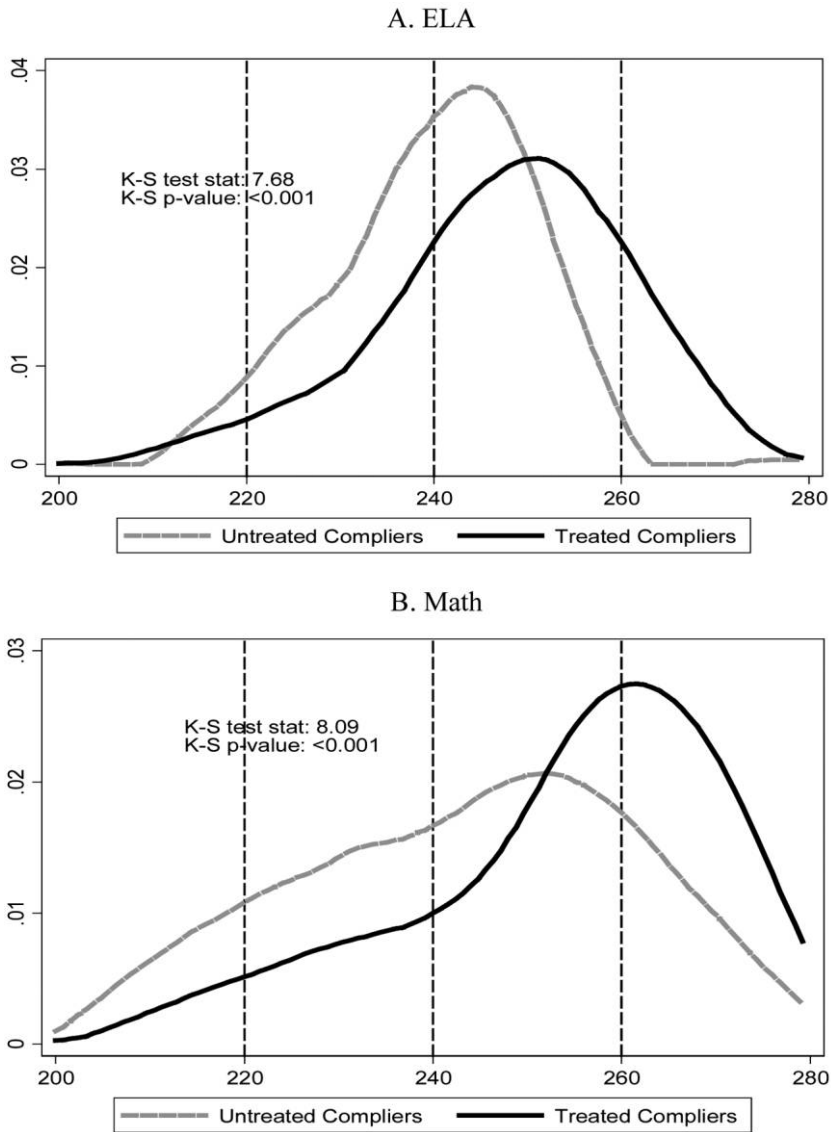 A. ELA
.04
.03
K-S test stat: 7.68
K-S p-value: <0.001
.02
.01
0
200 220 240 260 280
Untreated Compliers Treated Compliers
B. Math
.03
K-S test stat: 8.09
K-S p-value: <0.001
.02
.01
0
200 220 240 260 280
Untreated Compliers Treated Compliers